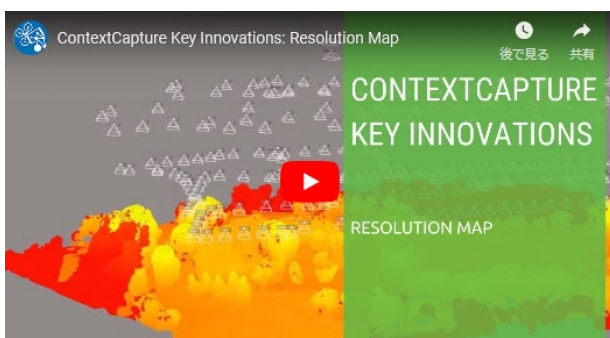 ContextCapture Key Innovations: Resolution Map
後で見る
共有
CONTEXTCAPTURE
KEY INNOVATIONS
RESOLUTION MAP